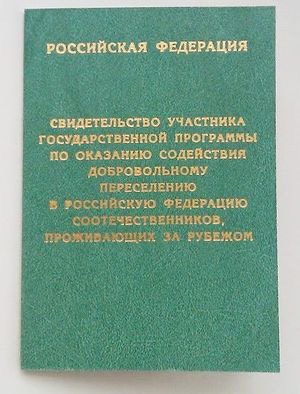 РОССИЙСКАЯ ФЕДЕРАЦИЯ
СВИДЕТЕЛЬСТВО УЧАСТНИКА
ГОСУДАРСТВЕННОЙ ПРОГРАММЫ
ПО ОКАЗАНИЮ СОДЕЙСТВИЯ
ДОБРОВОЛЬНОМУ
ПЕРЕСЕЛЕНИЮ
В РОССИЙСКУЮ ФЕДЕРАЦИЮ
СООТЕЧЕСТВЕННИКОВ,
ПРОЖИВАЮЩИХ ЗА РУБЕЖОМ